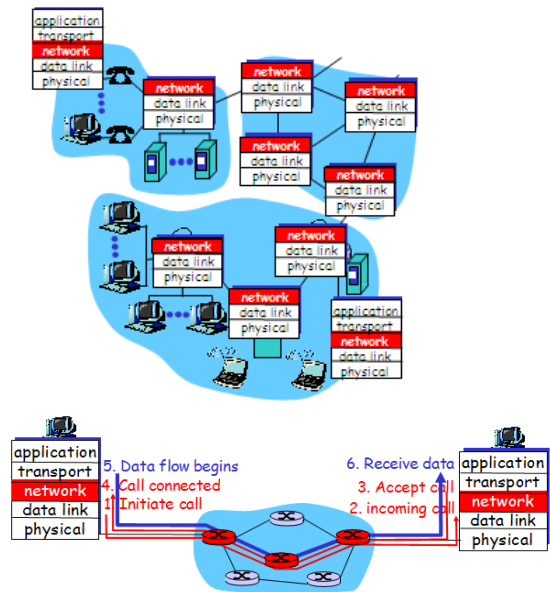 application
transport
network
data link
physical
network
data link
physical
network
data link
physical
network
data link
physical
network
data link
physical
network
data link
physical
network
data link
physical
network
data link
physical
network
data link
physical
application
transport
network
data link
physical
application
transport
network
data link
physical
5. Data flow begins
4. Call connected
1. Initiate call
6. Receive data
3. Accept call
2. incoming call
application
transport
network
data link
physical